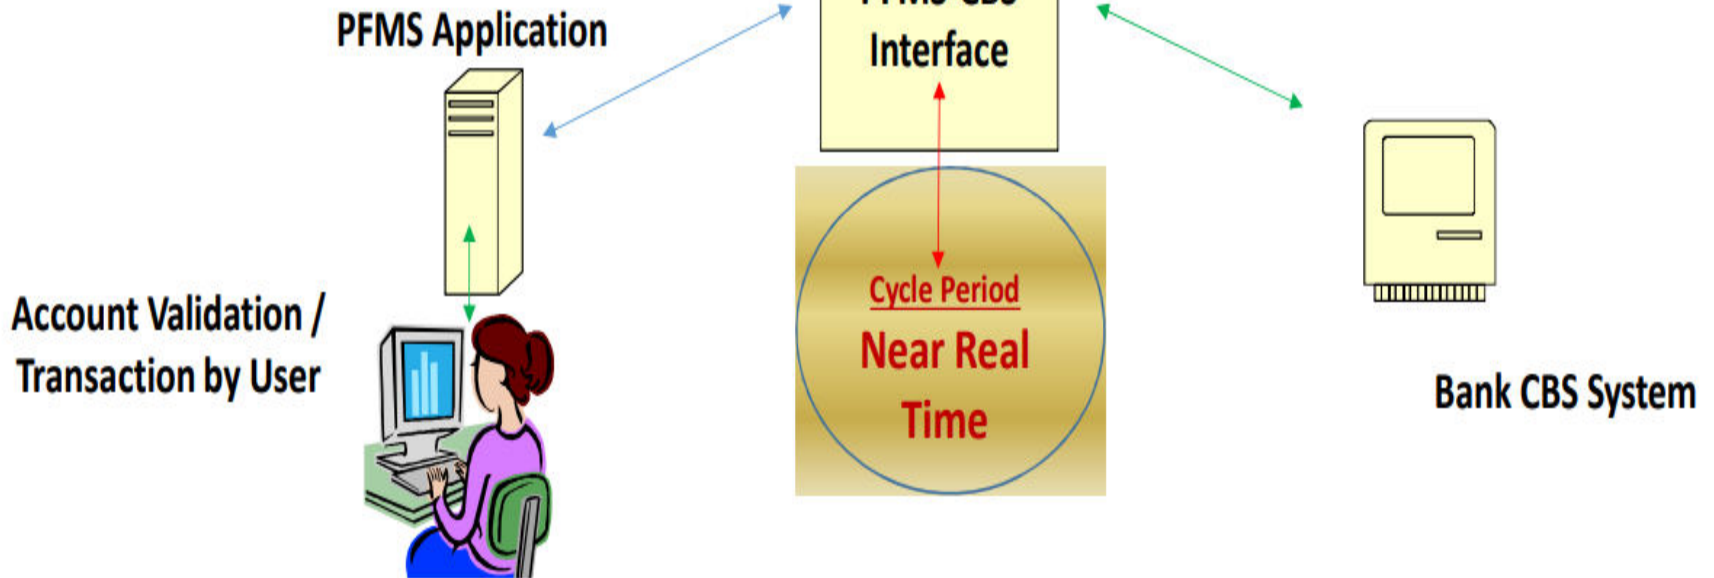 PFMS Application
Interface
Account Validation /
Transaction by User
Cycle Period
Near Real
Time
Bank CBS System